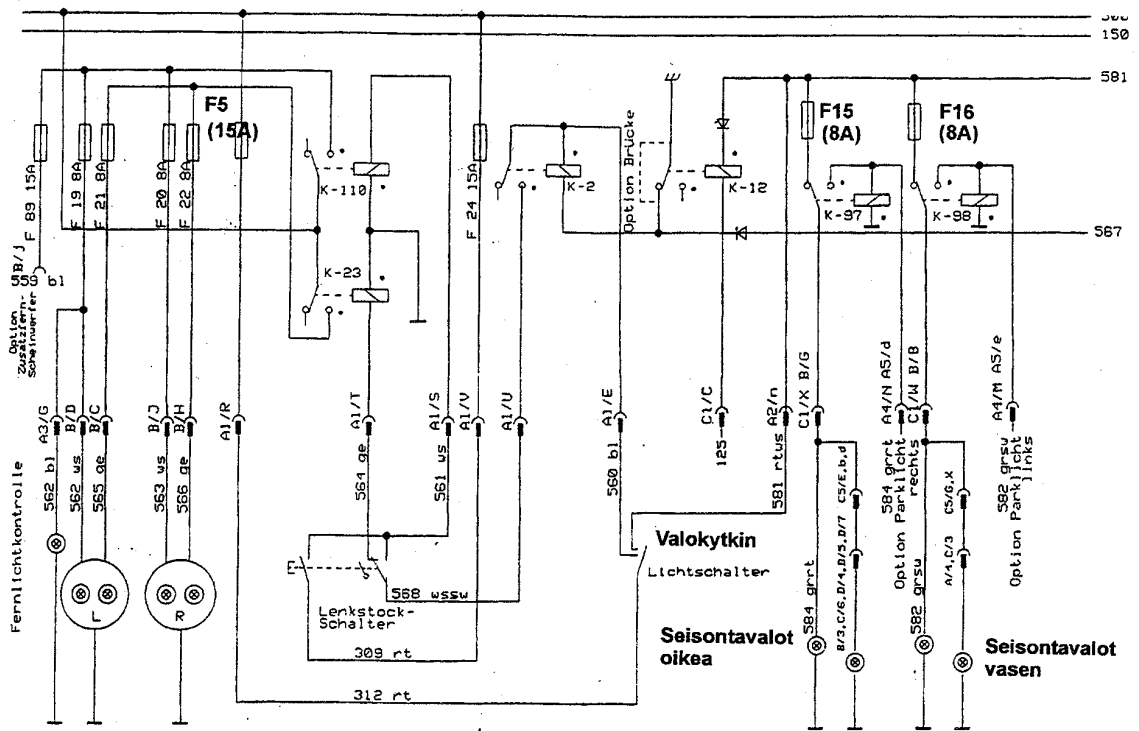 150
581
F5
(15A)
F15
(8A)
F16
(8A)
F 89 15A
F 19 8A
F 21 8A
F 20 8A
F 22 8A
K-110
F 24 15A
K-2
Option Brücke
K-12
K-97
K-98
567
B/j
559 bl
Option
Zusatzfern-
Scheinwerfer
K-23
A3/G
B/D
B/C
B/J
B/H
A1/R
A1/T
A1/S
A1/V
A1/U
A1/E
C1/C
A2/n
C1/X B/G
A4/N A5/d
C1/W B/B
A4/M A5/e
Fernlichtkontrolle
562 bl
562 ws
565 ge
563 ws
566 ge
564 ge
561 ws
560 bl
125
581 rtws
584 grrt
Option Parklicht
rechts
582 grsw
Option Parklicht
links
C5/E,b,d
B/3,C/6,D/4,D/5,D/7
C5/G,X
A/4,C/3
L
R
Lenkstock-
Schalter
568 wssw
309 rt
312 rt
Valokytkin
Lichtschalter
584 grrt
582 grsw
Seisontavalot
oikea
Seisontavalot
vasen